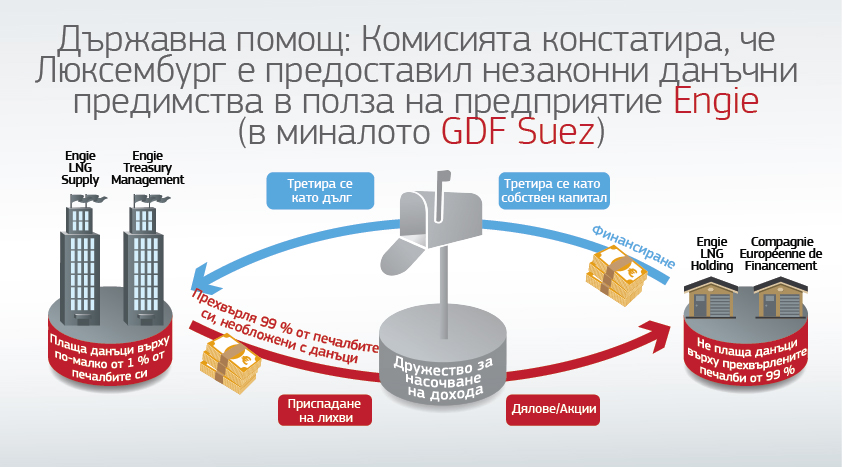 Държавна помощ: Комисията констатира, че
Люксембург е предоставил незаконни данъчни
предимства в полза на предприятие Engie
(в миналото GDF Suez)
Engie
LNG
Supply
Engie
Treasury
Management
Третира се
като дълг
Третира се като
собствен капитал
Финансиране
Engie
LNG
Holding
Compagnie
Européenne de
Financement
Прехвърля 99 % от печалбите
си, необложени с данъци
Плаща данъци върху
по-малко от 1 % от
печалбите си
Дружество за
насочване
на дохода
Не плаща данъци
върху прехвърлените
печалби от 99 %
Приспадане
на лихви
Дялове/Акции